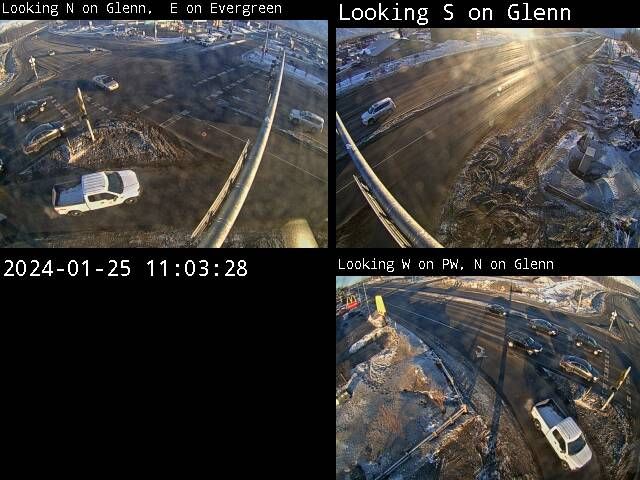 Looking N on Glenn,  E on Evergreen
Looking S on Glenn
2024-01-25 11:03:28
Looking W on PW, N on Glenn